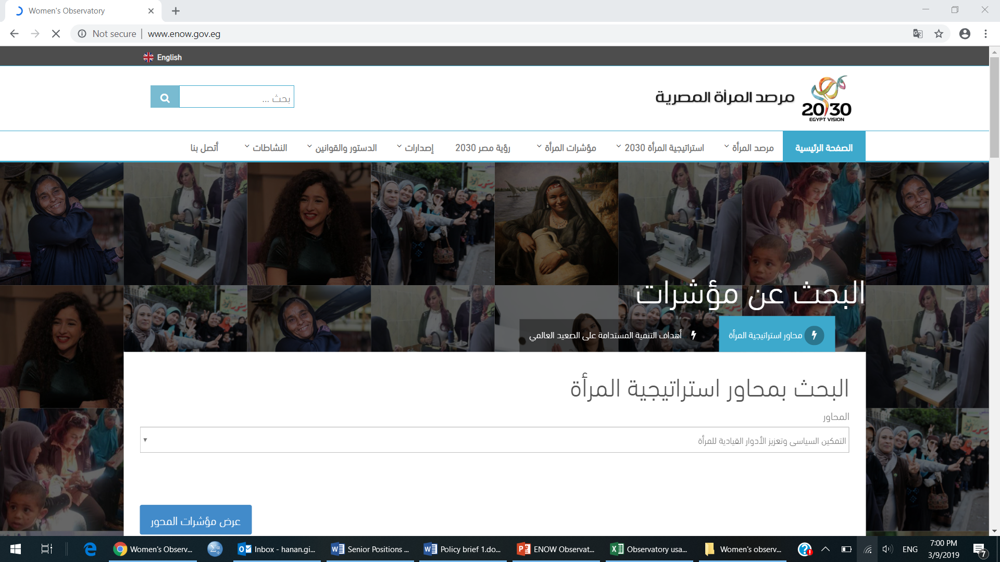 Women's Observatory
Not secure
www.enow.gov.eg
English
بحث ...
مرصد المرأة المصرية
2030
EGYPT VISION
الصفحة الرئيسية
مرصد المرأة
استراتيجية المرأة 2030
مؤشرات المرأة
رؤية مصر 2030
إصدارات
الدستور والقوانين
النشاطات
أتصل بنا
البحث عن مؤشرات
محاور استراتيجية المرأة
أهداف التنمية المستدامة على الصعيد العالمي
البحث بمحاور استراتيجية المرأة
المحاور
التمكين السياسي وتعزيز الأدوار القيادية للمرأة
عرض مؤشرات المحور
Women's Observ...
Inbox - hanan.gi...
Senior Positions ...
Policy brief 1.do...
ENOW Observat...
Observatory usa...
Women's observ...
ENG
7:00 PM
3/9/2019
7